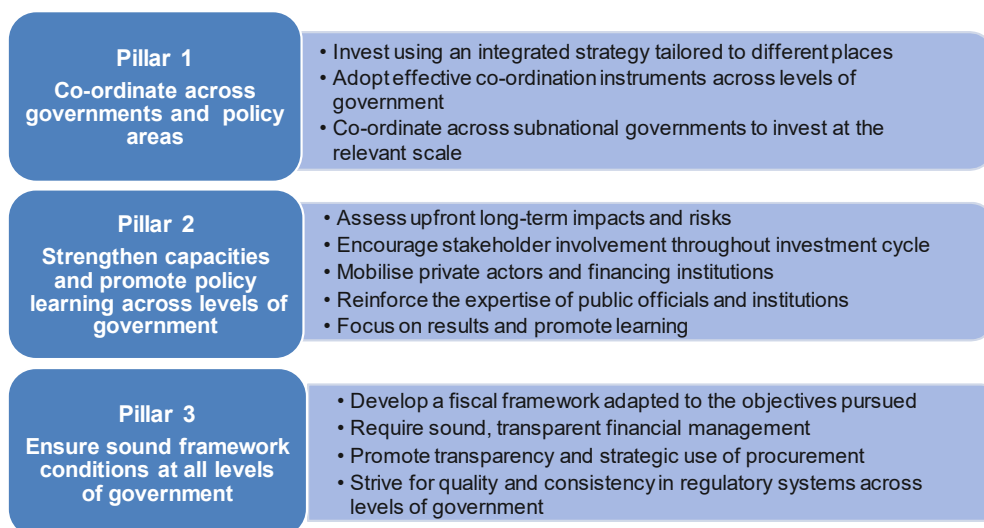 Pillar 1
Co-ordinate across
governments and policy
areas
• Invest using an integrated strategy tailored to different places
• Adopt effective co-ordination instruments across levels of
government
• Co-ordinate across subnational governments to invest at the
relevant scale
Pillar 2
Strengthen capacities
and promote policy
learning across levels of
government
• Assess upfront long-term impacts and risks
• Encourage stakeholder involvement throughout investment cycle
• Mobilise private actors and financing institutions
• Reinforce the expertise of public officials and institutions
• Focus on results and promote learning
Pillar 3
Ensure sound framework
conditions at all levels
of government
• Develop a fiscal framework adapted to the objectives pursued
• Require sound, transparent financial management
• Promote transparency and strategic use of procurement
• Strive for quality and consistency in regulatory systems across
levels of government